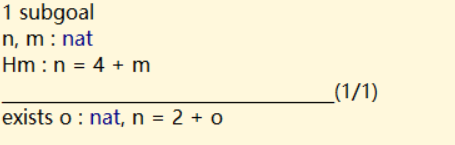 1 subgoal
n, m : nat
Hm : n = 4 + m
______________________________________(1/1)
exists o : nat, n = 2 + o